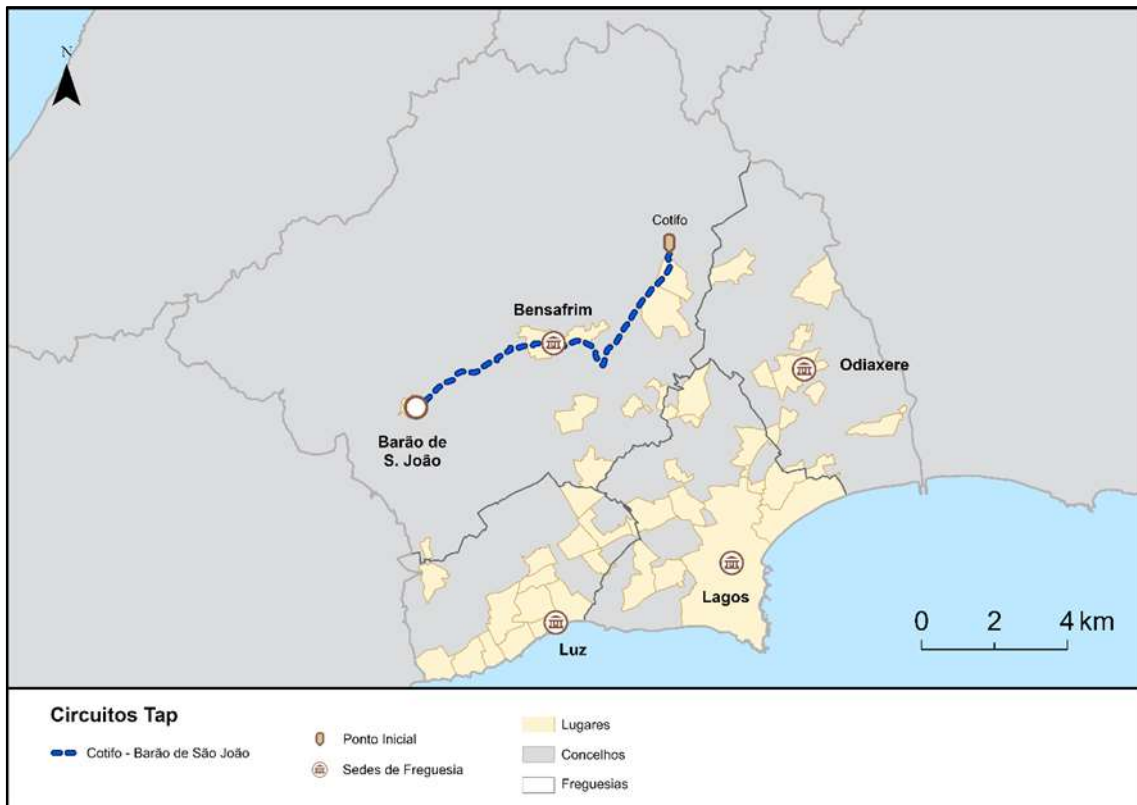 N
Cotifo
Bensafrim
Odiaxere
Barão de
S. João
Lagos
Luz
0 2 4 km
Circuitos Tap
Cotifo - Barão de São João
Ponto Inicial
Sedes de Freguesia
Lugares
Concelhos
Freguesias